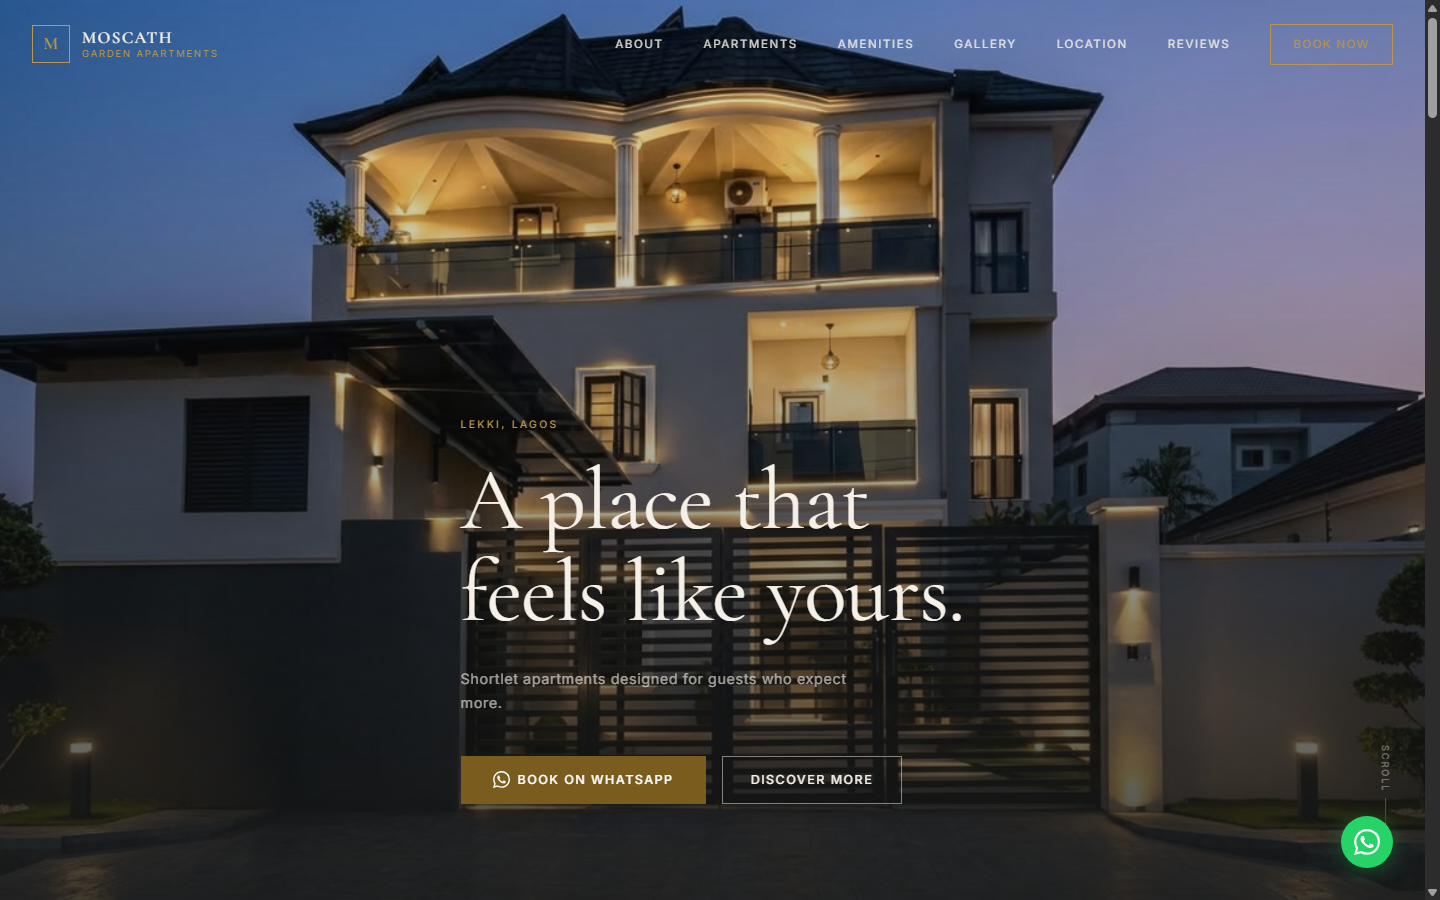 M
MOSCATH
GARDEN APARTMENTS
ABOUT
APARTMENTS
AMENITIES
GALLERY
LOCATION
REVIEWS
BOOK NOW
LEKKI, LAGOS
A place that
feels like yours.
Shortlet apartments designed for guests who expect
more.
BOOK ON WHATSAPP
DISCOVER MORE
SCROLL